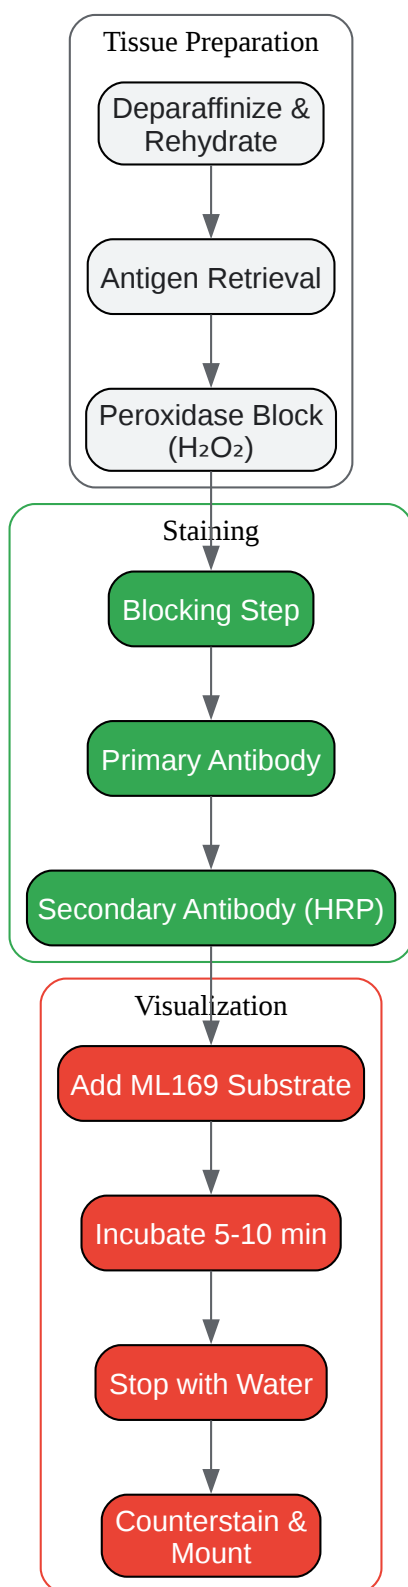 Tissue Preparation
Deparaffinize &
Rehydrate
Antigen Retrieval
Peroxidase Block
(H₂O₂)
Staining
Blocking Step
Primary Antibody
Secondary Antibody (HRP)
Visualization
Add ML169 Substrate
Incubate 5-10 min
Stop with Water
Counterstain &
Mount